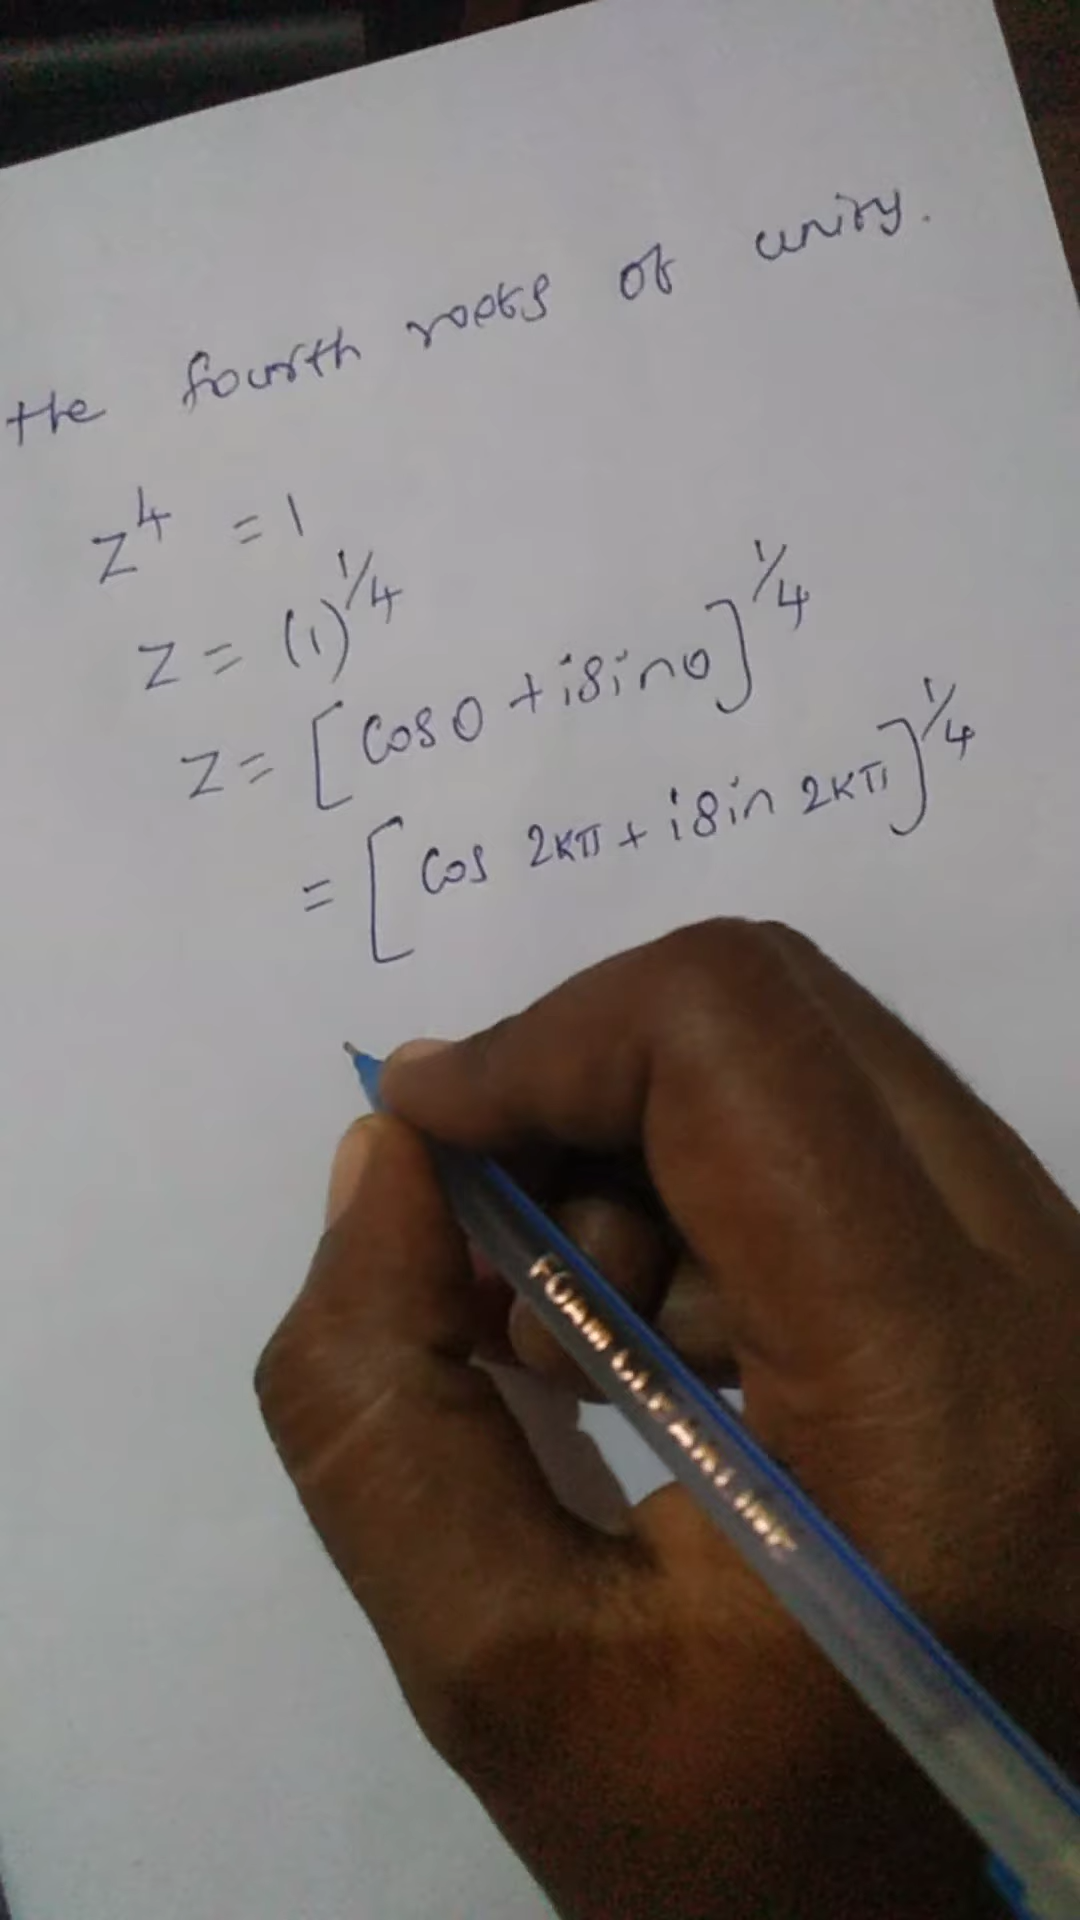 the fourth roots of unity.
z^4 = 1
z = (1)^1/4
z = [cos 0 + i sin 0]^1/4
= [cos 2kπ + i sin 2kπ]^1/4